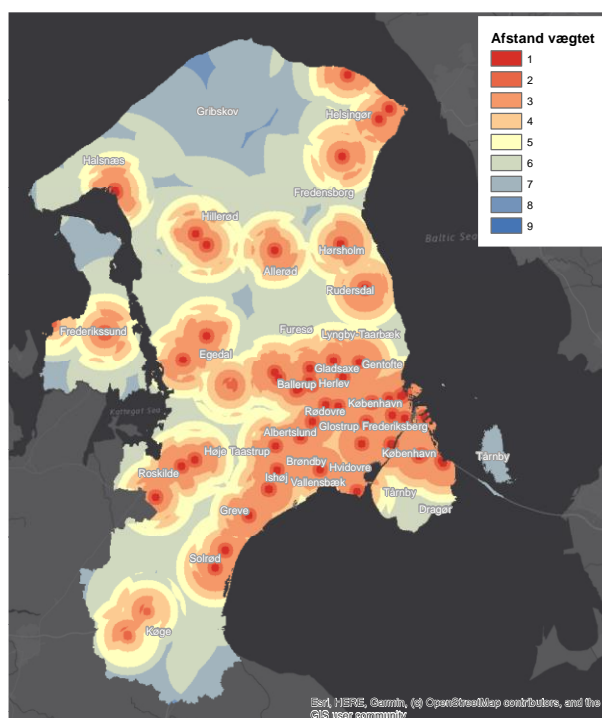 Afstand vægtet
1
2
3
4
5
6
7
8
9
Helsingør
Gribskov
Halsnæs
Fredensborg
Hillerød
Hørsholm
Baltic Sea
Allerød
Rudersdal
Frederikssund
Furesø
Lyngby-Taarbæk
Egedal
Gladsaxe
Gentofte
Ballerup
Herlev
Kattegat Sea
Rødovre
København
Glostrup
Frederiksberg
Albertslund
København
Tårnby
Høje Taastrup
Roskilde
Brøndby
Hvidovre
Ishøj
Vallensbæk
Tårnby
Greve
Dragør
Solrød
Køge
Esri, HERE, Garmin, (c) OpenStreetMap contributors, and the
GIS user community